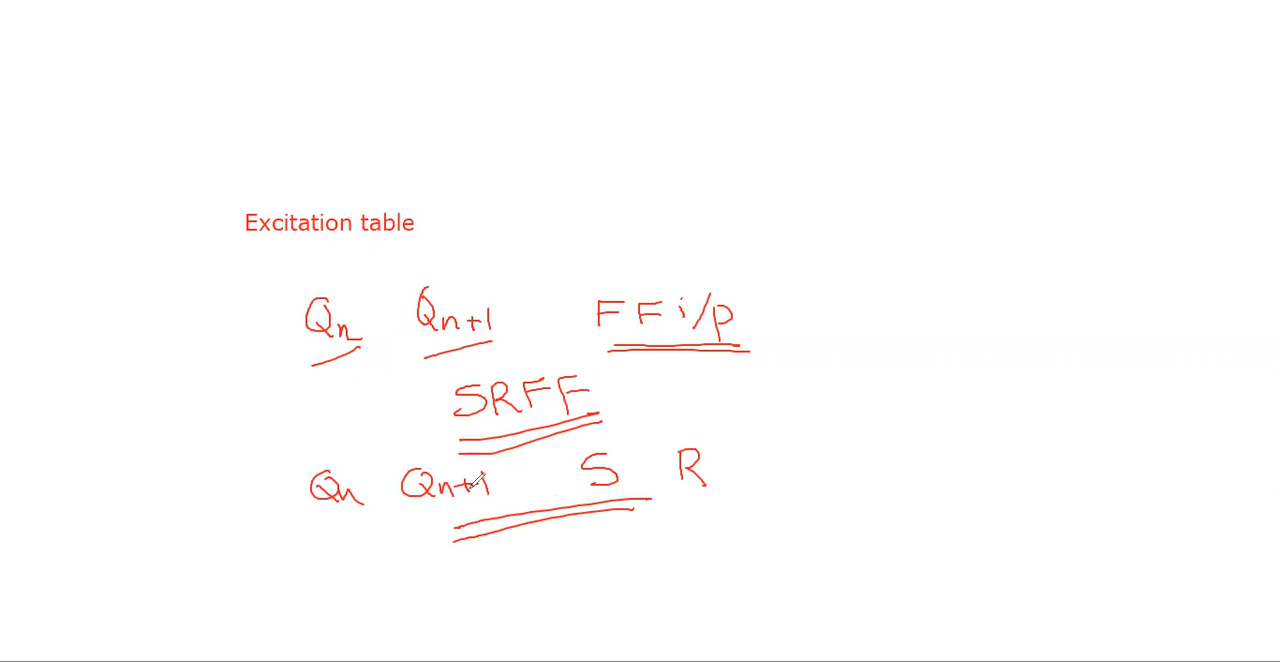 Excitation table
Qn Qn+1 FF i/p
SRFF
Qn Qn+1 S R